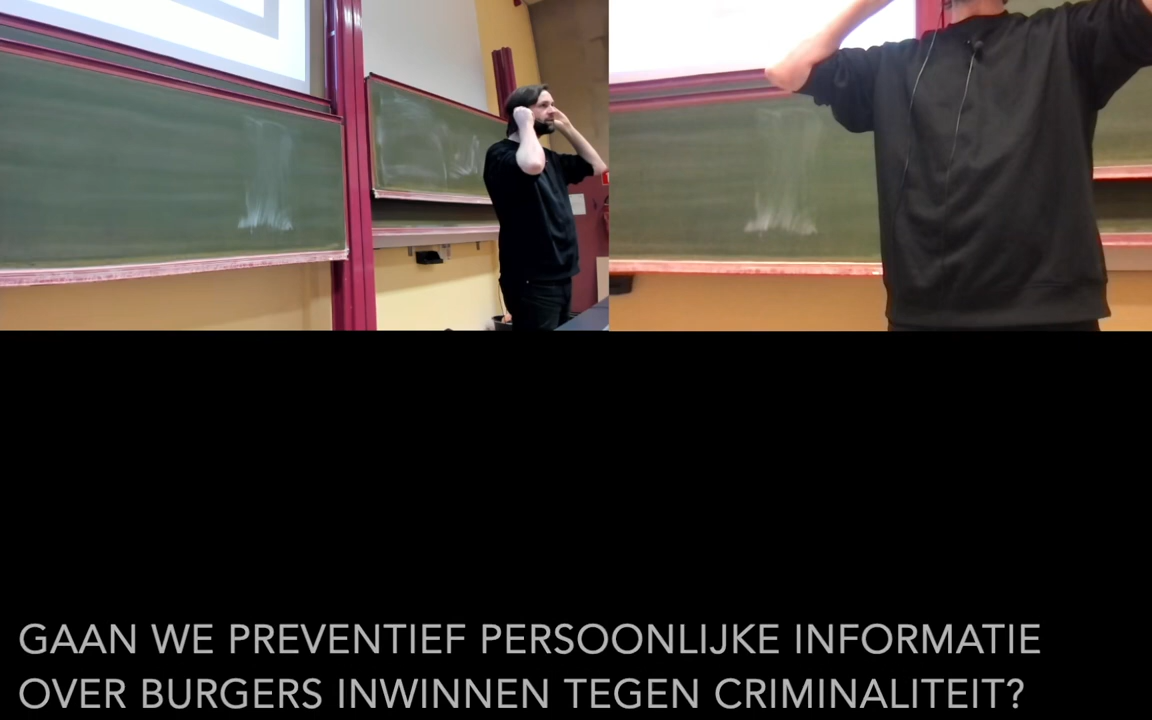 GAAN WE PREVENTIEF PERSOONLIJKE INFORMATIE
OVER BURGERS INWINNEN TEGEN CRIMINALITEIT?